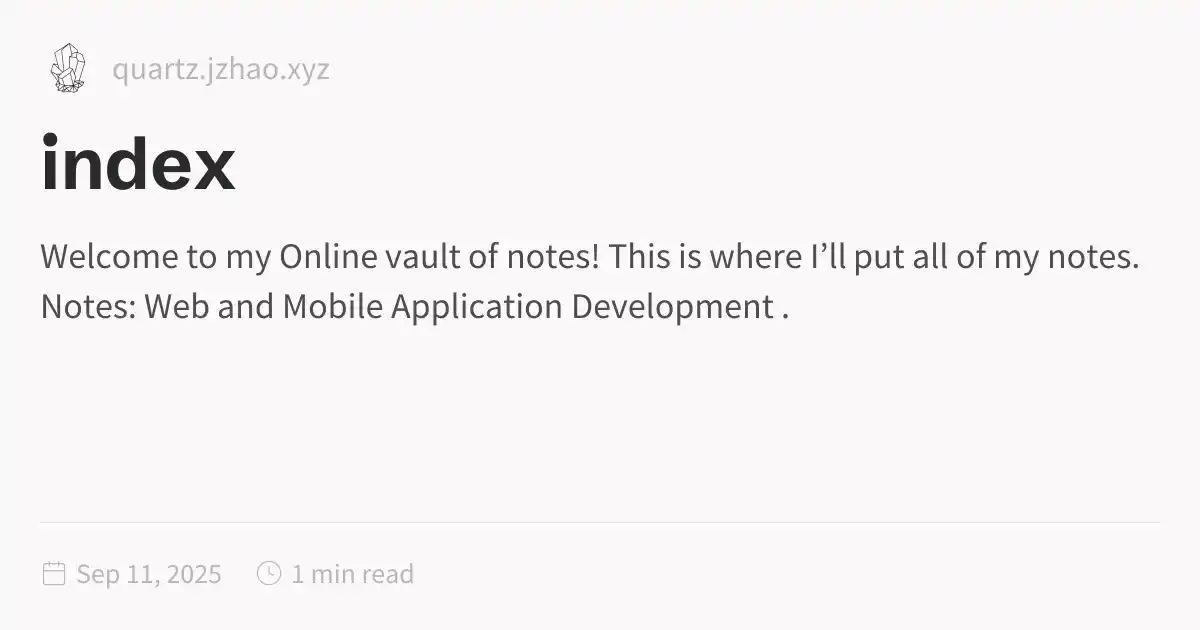 quartz.jzhao.xyz
index
Welcome to my Online vault of notes! This is where I’ll put all of my notes.
Notes: Web and Mobile Application Development .
Sep 11, 2025 1 min read